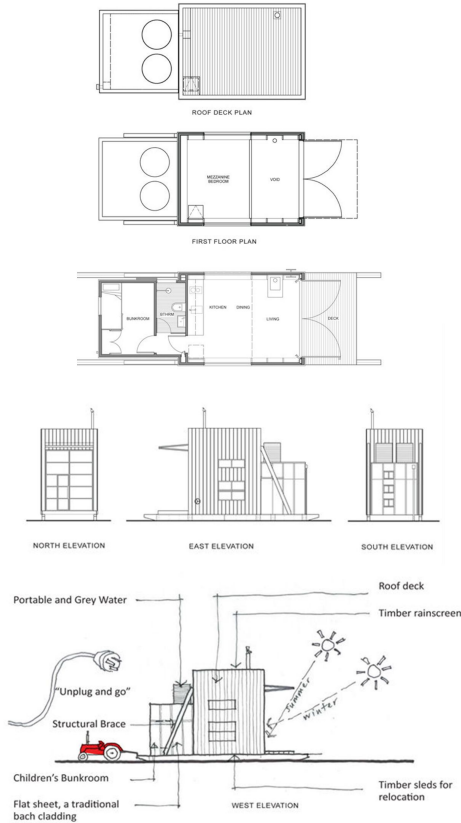 ROOF DECK PLAN
MEZZANINE
BEDROOM
VOID
FIRST FLOOR PLAN
BUNKROOM
BTHRM
KITCHEN
DINING
LIVING
DECK
NORTH ELEVATION
EAST ELEVATION
SOUTH ELEVATION
Roof deck
Portable and Grey Water
Timber rainscreen
"Unplug and go"
summer
winter
Structural Brace
Children's Bunkroom
Timber sleds for
relocation
Flat sheet, a traditional
bach cladding
WEST ELEVATION